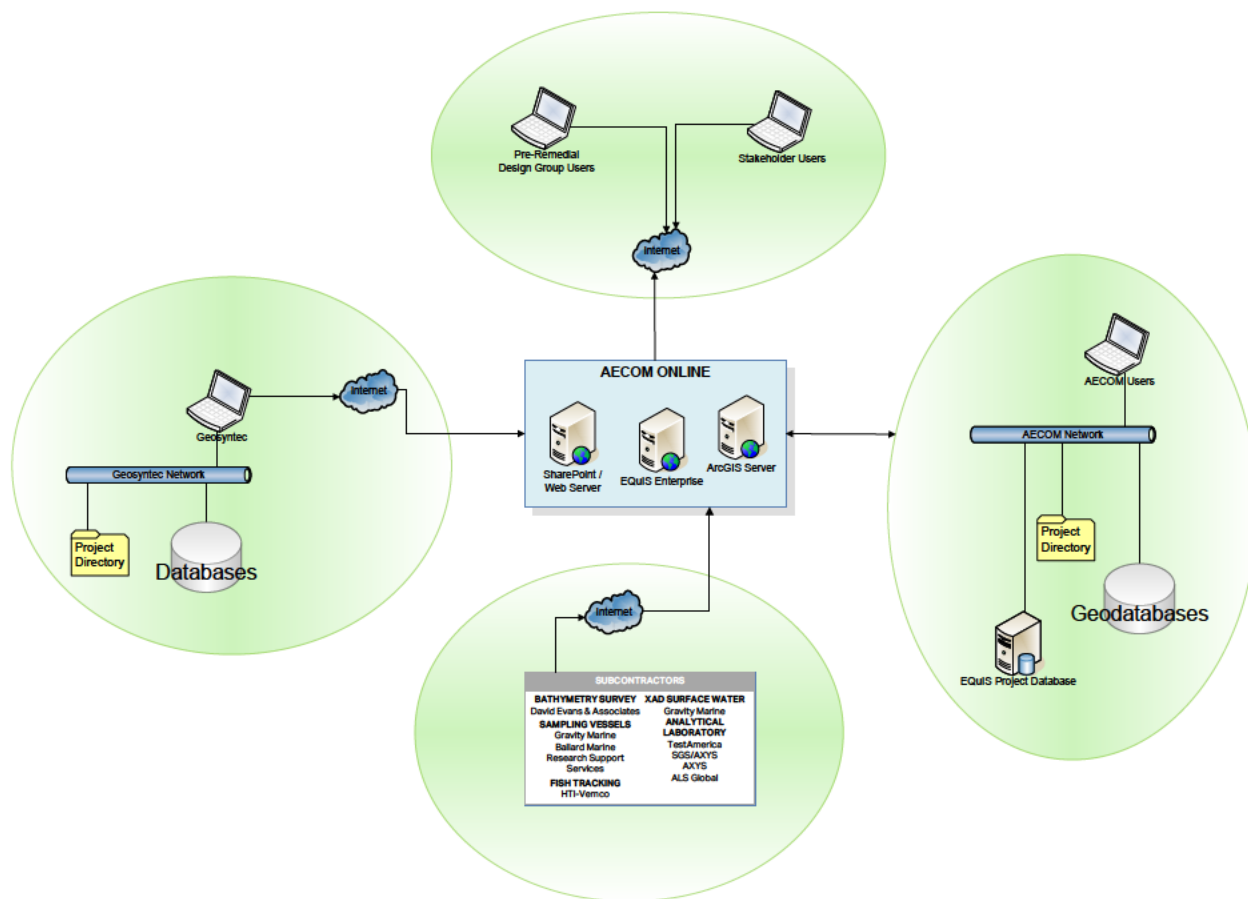 Pre-Remedial
Design Group Users
Stakeholder Users
Internet
Geosyntec
Internet
Geosyntec Network
Project
Directory
Databases
AECOM ONLINE
SharePoint /
Web Server
EQuIS Enterprise
ArcGIS Server
AECOM Users
AECOM Network
Project
Directory
Geodatabases
EQuIS Project Database
Internet
SUBCONTRACTORS
BATHYMETRY SURVEY
David Evans & Associates
SAMPLING VESSELS
Gravity Marine
Ballard Marine
Research Support
Services
FISH TRACKING
HTI-Vemco
XAD SURFACE WATER
Gravity Marine
ANALYTICAL
LABORATORY
TestAmerica
SGS/AXYS
AXYS
ALS Global